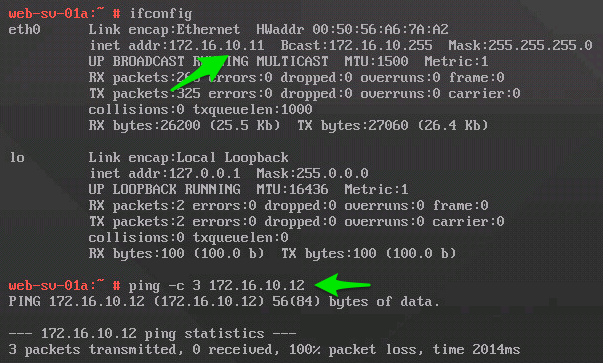 web-sv-01a:~ # ifconfig
eth0 Link encap:Ethernet HWaddr 00:50:56:A6:7A:A2
inet addr:172.16.10.11 Bcast:172.16.10.255 Mask:255.255.255.0
UP BROADCAST RUNNING MULTICAST MTU:1500 Metric:1
RX errors:0 dropped:0 overruns:0 frame:0
TX packets:325 errors:0 dropped:0 overruns:0 carrier:0
collisions:0 txqueuelen:1000
RX bytes:26200 (25.5 Kb) TX bytes:27060 (26.4 Kb)
lo Link encap:Local Loopback
inet addr:127.0.0.1 Mask:255.0.0.0
UP LOOPBACK RUNNING MTU:16436 Metric:1
RX packets:2 errors:0 dropped:0 overruns:0 frame:0
TX packets:2 errors:0 dropped:0 overruns:0 carrier:0
collisions:0 txqueuelen:0
RX bytes:100 (100.0 b) TX bytes:100 (100.0 b)
web-sv-01a:~ # ping -c 3 172.16.10.12
PING 172.16.10.12 (172.16.10.12) 56(84) bytes of data.
--- 172.16.10.12 ping statistics ---
3 packets transmitted, 0 received, 100% packet loss, time 2014ms